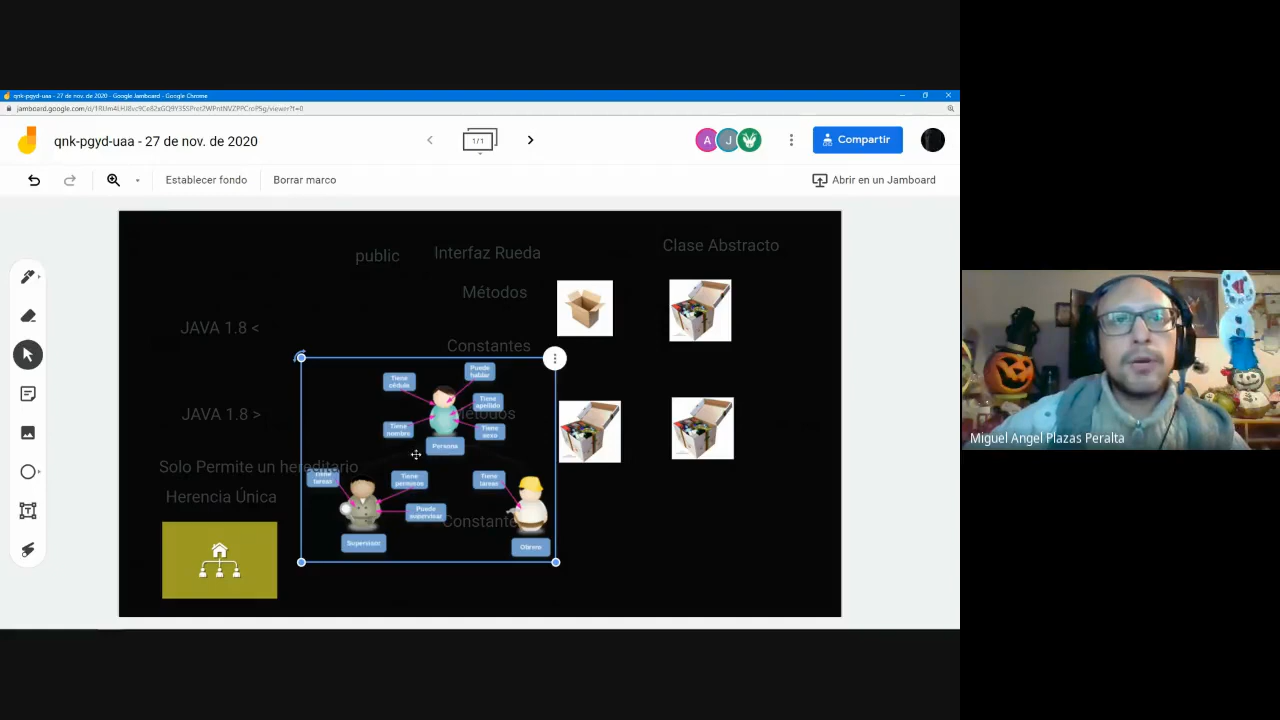 qnk-pgyd-uaa - 27 de nov. de 2020 - Google Jamboard - Google Chrome
qnk-pgyd-uaa - 27 de nov. de 2020
1/1
A
J
Compartir
Establecer fondo
Borrar marco
Abrir en un Jamboard
public
Interfaz Rueda
Clase Abstracto
Métodos
JAVA 1.8 <
Constantes
Puede hablar
Tiene cédula
Tiene apellido
JAVA 1.8 >
Tiene nombre
Tiene sexo
Persona
Solo Permite un hereditario
Tiene permisos
Tiene tareas
Herencia Única
Puede supervisar
Constante
Supervisor
Obrero
Miguel Angel Plazas Peralta